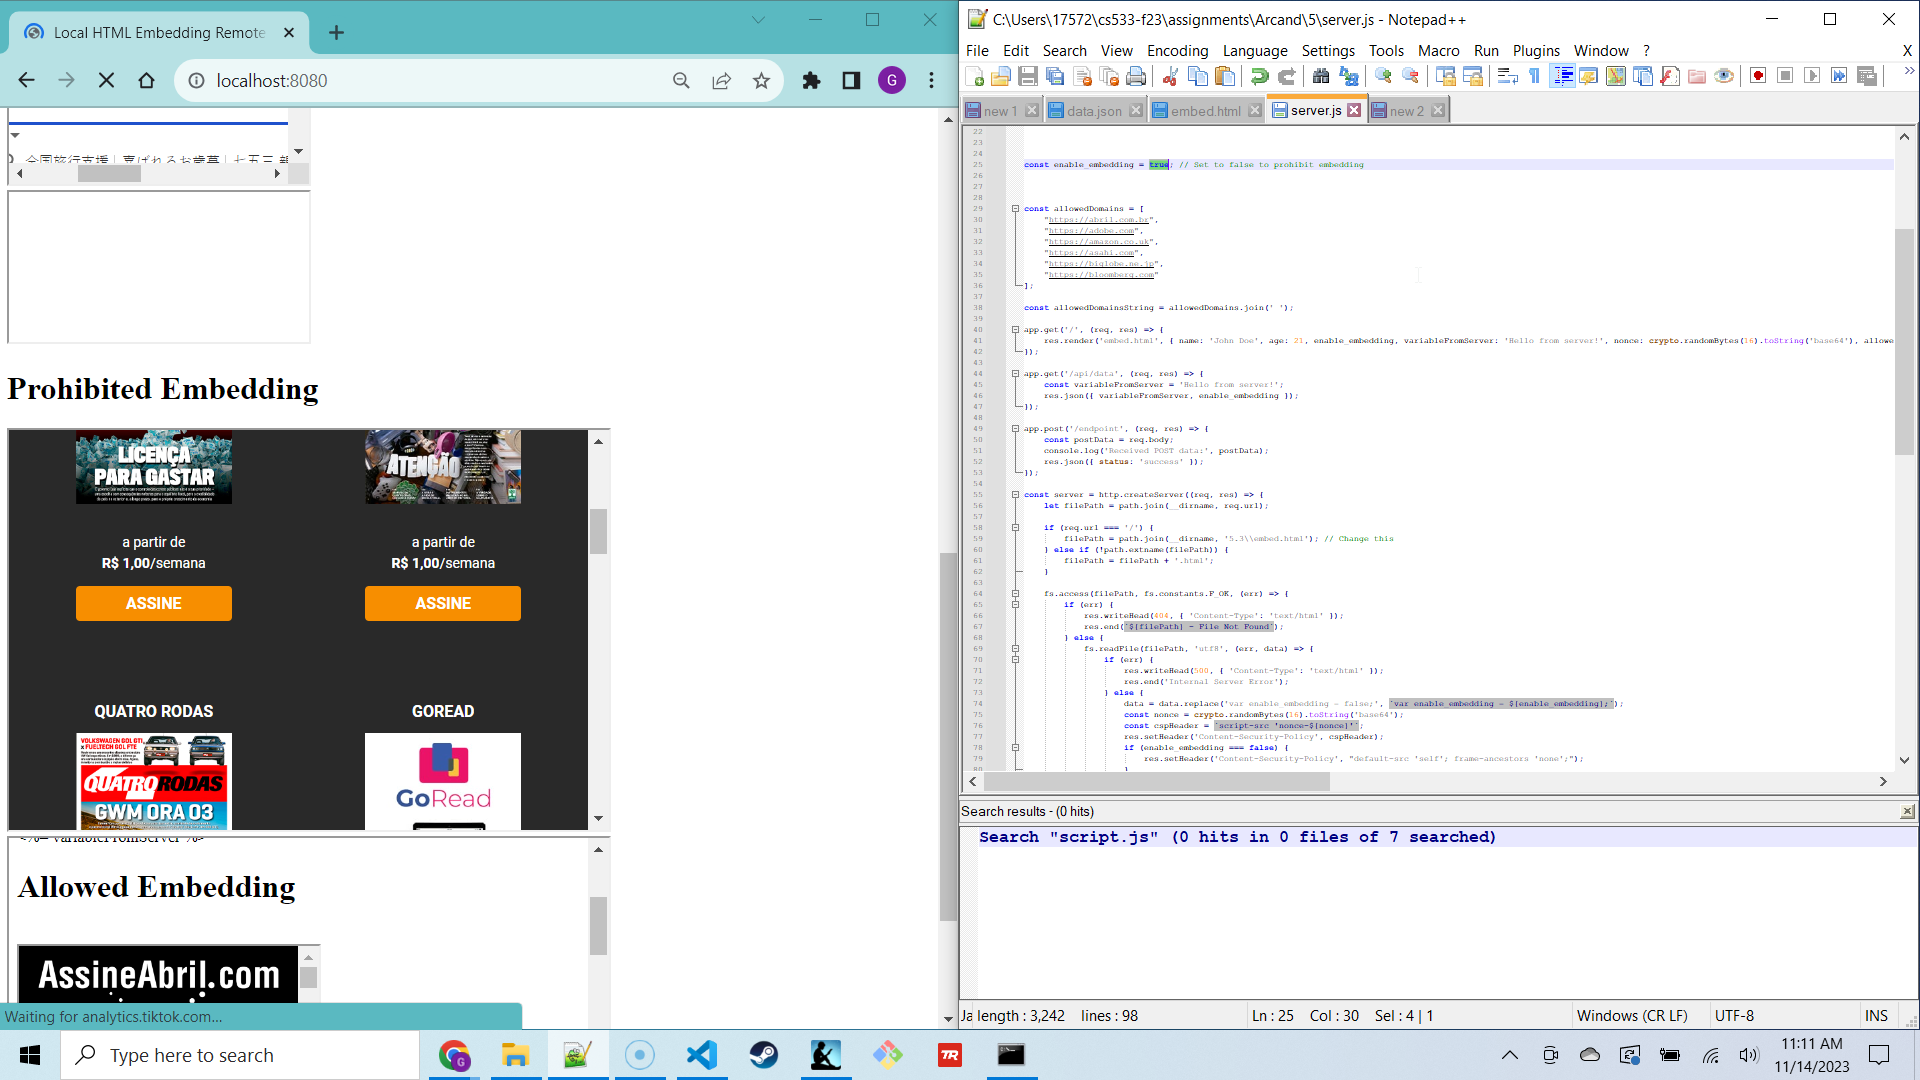 Local HTML Embedding Remote
localhost:8080
全国旅行支援 | 喜ばれるお歳暮 | 七五三
Prohibited Embedding
LICENÇA
PARA GASTAR
ATENÇÃO
a partir de
R$ 1,00/semana
ASSINE
a partir de
R$ 1,00/semana
ASSINE
QUATRO RODAS
GOREAD
QUATRO RODAS
GWM ORA 03
GoRead
<%= variableFromServer %>
Allowed Embedding
AssineAbril.com
Waiting for analytics.tiktok.com...
C:\Users\17572\cs533-f23\assignments\Arcand\5\server.js - Notepad++
File Edit Search View Encoding Language Settings Tools Macro Run Plugins Window ? X
new 1 data.json embed.html server.js new 2
22
23
24
25 const enable_embedding = true; // Set to false to prohibit embedding
26
27
28
29 const allowedDomains = [
30 "https://abril.com.br",
31 "https://adobe.com",
32 "https://amazon.co.uk",
33 "https://asahi.com",
34 "https://biglobe.ne.jp",
35 "https://bloomberg.com"
36 ];
37
38 const allowedDomainsString = allowedDomains.join(' ');
39
40 app.get('/', (req, res) => {
41 res.render('embed.html', { name: 'John Doe', age: 21, enable_embedding, variableFromServer: 'Hello from server!', nonce: crypto.randomBytes(16).toString('base64'), allowe
42 });
43
44 app.get('/api/data', (req, res) => {
45 const variableFromServer = 'Hello from server!';
46 res.json({ variableFromServer, enable_embedding });
47 });
48
49 app.post('/endpoint', (req, res) => {
50 const postData = req.body;
51 console.log('Received POST data:', postData);
52 res.json({ status: 'success' });
53 });
54
55 const server = http.createServer((req, res) => {
56 let filePath = path.join(__dirname, req.url);
57
58 if (req.url === '/') {
59 filePath = path.join(__dirname, '5.3\\embed.html'); // Change this
60 } else if (!path.extname(filePath)) {
61 filePath = filePath + '.html';
62 }
63
64 fs.access(filePath, fs.constants.F_OK, (err) => {
65 if (err) {
66 res.writeHead(404, { 'Content-Type': 'text/html' });
67 res.end(`${filePath} - File Not Found`);
68 } else {
69 fs.readFile(filePath, 'utf8', (err, data) => {
70 if (err) {
71 res.writeHead(500, { 'Content-Type': 'text/html' });
72 res.end('Internal Server Error');
73 } else {
74 data = data.replace('var enable_embedding = false;', `var enable_embedding = ${enable_embedding};`);
75 const nonce = crypto.randomBytes(16).toString('base64');
76 const cspHeader = `script-src 'nonce-${nonce}'`;
77 res.setHeader('Content-Security-Policy', cspHeader);
78 if (enable_embedding === false) {
79 res.setHeader('Content-Security-Policy', "default-src 'self'; frame-ancestors 'none';");
80 }
Search results - (0 hits)
Search "script.js" (0 hits in 0 files of 7 searched)
Ja length : 3,242 lines : 98 Ln : 25 Col : 30 Sel : 4 | 1 Windows (CR LF) UTF-8 INS
Type here to search
TR
11:11 AM
11/14/2023